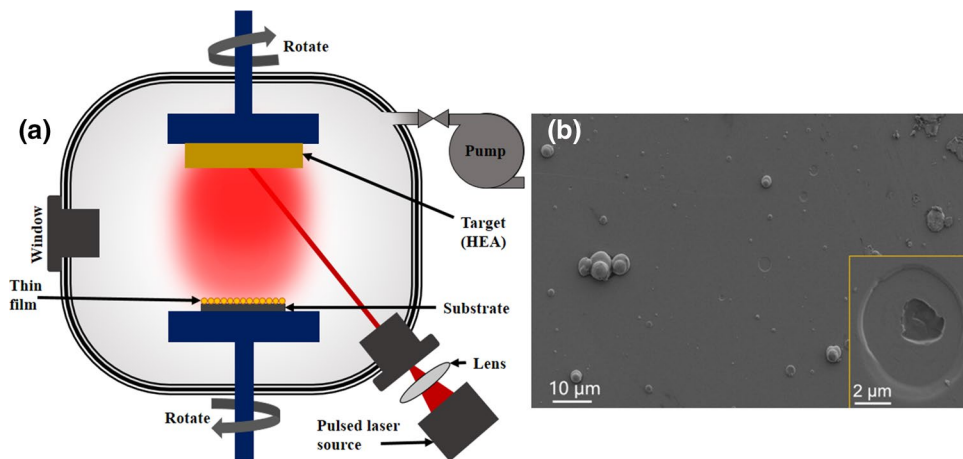 (a)
Rotate
Pump
Window
Target
(HEA)
Thin
film
Substrate
Lens
Rotate
Pulsed laser
source
(b)
10 μm
2 μm